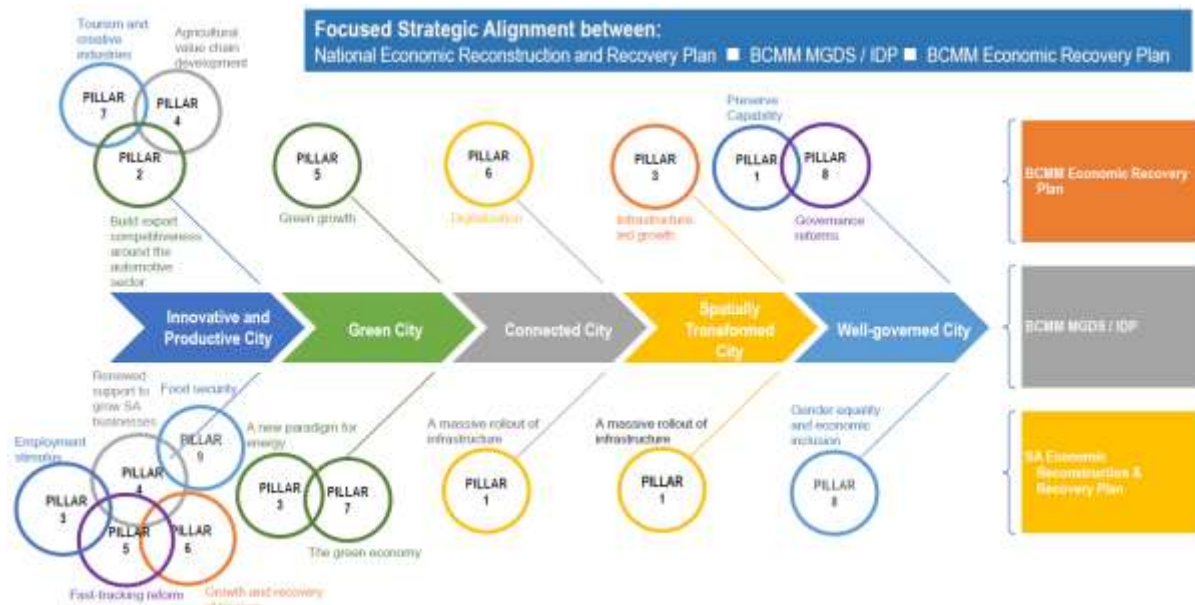 Focused Strategic Alignment between:
National Economic Reconstruction and Recovery Plan ■ BCMM MGDS / IDP ■ BCMM Economic Recovery Plan
Tourism and
creative
industries
Agricultural
value chain
development
PILLAR
7
PILLAR
4
PILLAR
2
Build export
competitiveness
around the
automotive
sector
PILLAR
5
Green growth
PILLAR
6
Digitalisation
PILLAR
3
Infrastructure
led growth
Preserve
Capability
PILLAR
1
PILLAR
8
Governance
reforms
BCMM Economic Recovery
Plan
Innovative and
Productive City
Green City
Connected City
Spatially
Transformed
City
Well-governed City
BCMM MGDS / IDP
Renewed
support to
grow SA
businesses
Food security
Employment
stimulus
PILLAR
9
PILLAR
4
PILLAR
3
PILLAR
5
PILLAR
6
Fast-tracking reform
Growth and recovery
A new paradigm for
energy
PILLAR
3
PILLAR
7
The green economy
A massive rollout of
infrastructure
PILLAR
1
A massive rollout of
infrastructure
PILLAR
1
Gender equality
and economic
inclusion
PILLAR
8
SA Economic
Reconstruction &
Recovery Plan